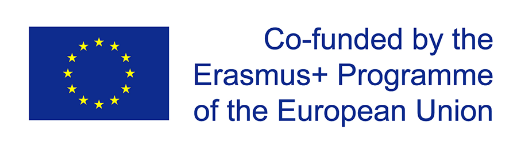 Co-funded by the
Erasmus+ Programme
of the European Union